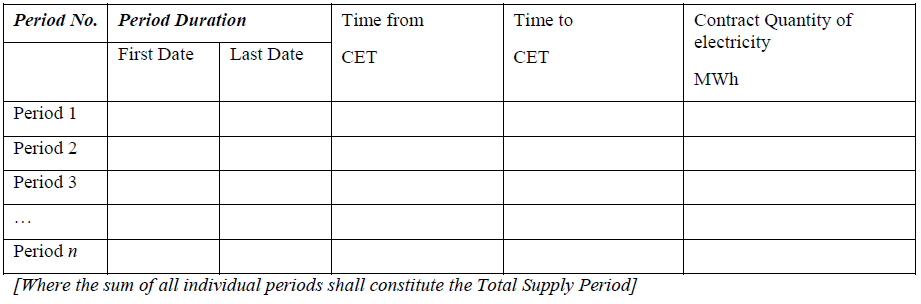 Period No. Period Duration Time from Time to Contract Quantity of
electricity
First Date Last Date CET CET
MWh
Period 1
Period 2
Period 3
…
Period n
[Where the sum of all individual periods shall constitute the Total Supply Period]